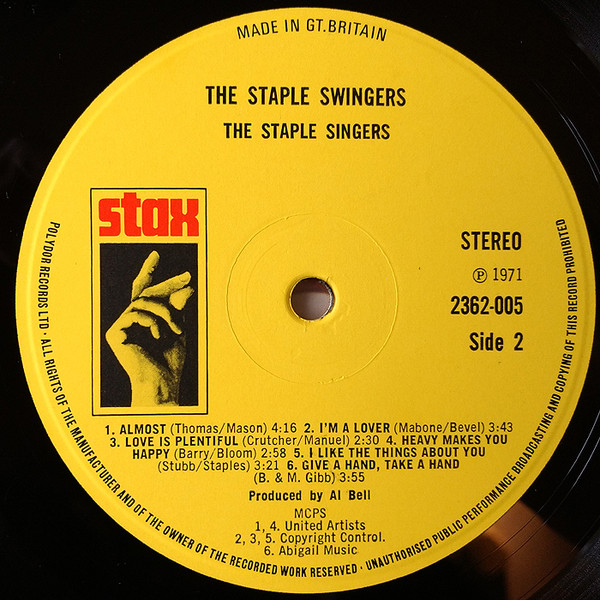 MADE IN GT.BRITAIN
THE STAPLE SWINGERS
THE STAPLE SINGERS
stax
STEREO
Ⓟ 1971
2362-005
Side 2
1. ALMOST (Thomas/Mason) 4:16 2. I'M A LOVER (Mabone/Bevel) 3:43
3. LOVE IS PLENTIFUL (Crutcher/Manuel) 2:30 4. HEAVY MAKES YOU
HAPPY (Barry/Bloom) 2:58 5. I LIKE THE THINGS ABOUT YOU
(Stubb/Staples) 3:21 6. GIVE A HAND, TAKE A HAND
(B. & M. Gibb) 3:55
Produced by Al Bell
MCPS
1, 4. United Artists
2, 3, 5. Copyright Control.
6. Abigail Music
POLYDOR RECORDS LTD · ALL RIGHTS OF THE MANUFACTURER AND OF THE OWNER OF THE RECORDED WORK RESERVED · UNAUTHORISED PUBLIC PERFORMANCE BROADCASTING AND COPYING OF THIS RECORD PROHIBITED